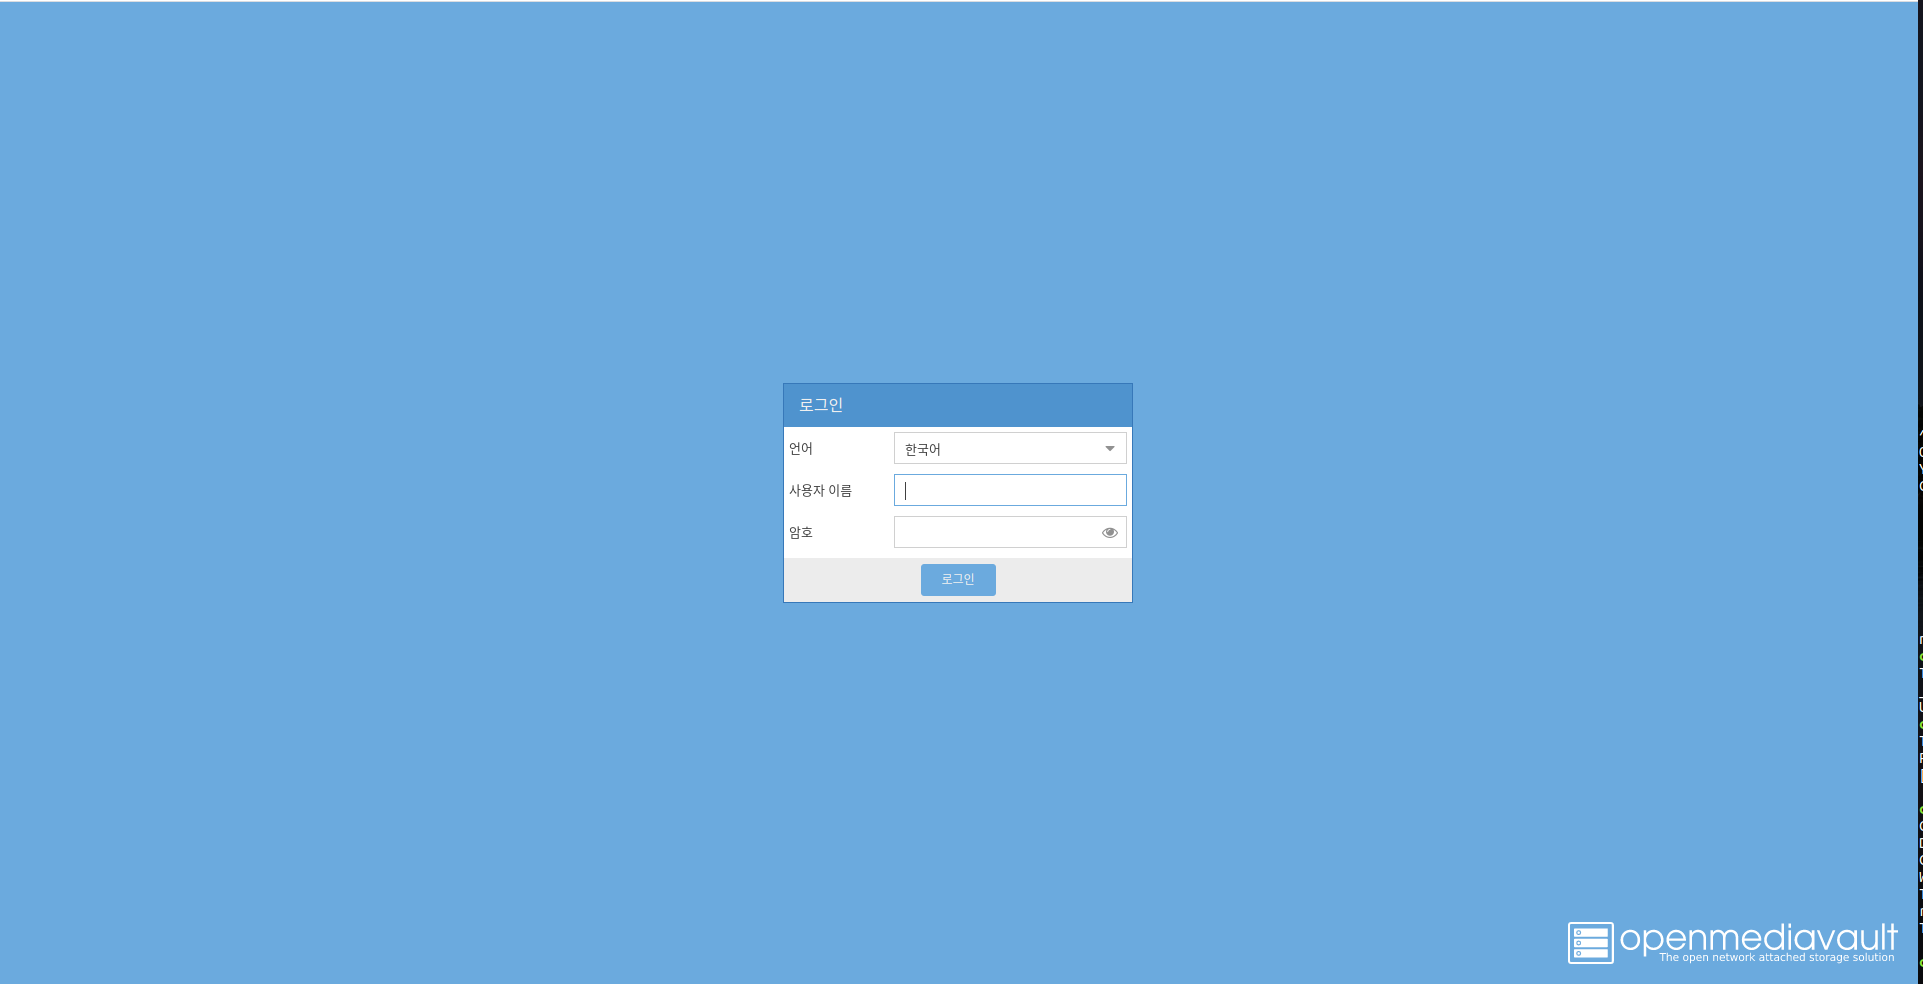 로그인
언어
한국어
사용자 이름
암호
로그인
openmediavault
The open network attached storage solution